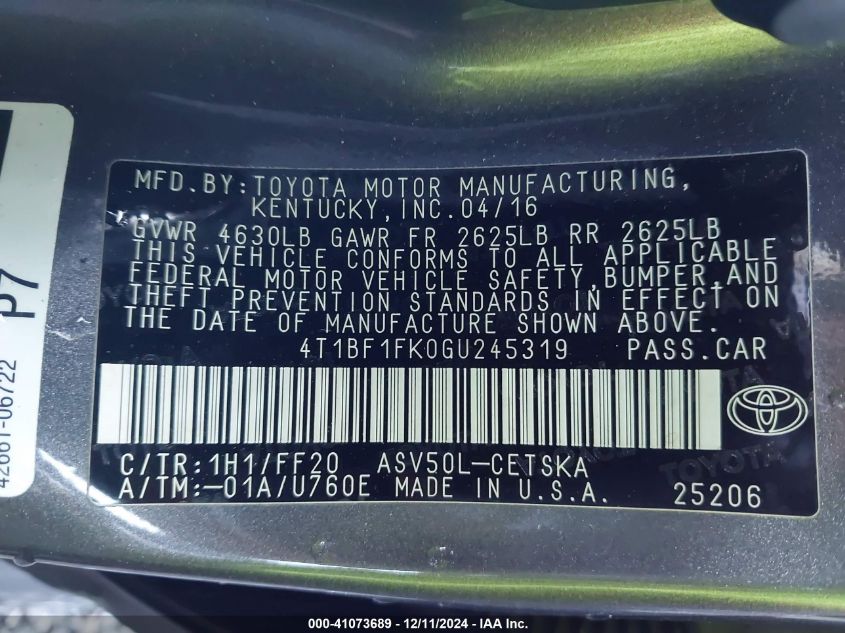 MFD.BY:TOYOTA MOTOR MANUFACTURING,
KENTUCKY,INC.04/16
GVWR 4630LB GAWR FR 2625LB RR 2625LB
THIS VEHICLE CONFORMS TO ALL APPLICABLE
FEDERAL MOTOR VEHICLE SAFETY,BUMPER,AND
THEFT PREVENTION STANDARDS IN EFFECT ON
THE DATE OF MANUFACTURE SHOWN ABOVE.
4T1BF1FK0GU245319 PASS.CAR
C/TR:1H1/FF20 ASV50L-CETSKA
A/TM:-01A/U760E MADE IN U.S.A. 25206
P7
42661-06722
000-41073689 • 12/11/2024 - IAA Inc.